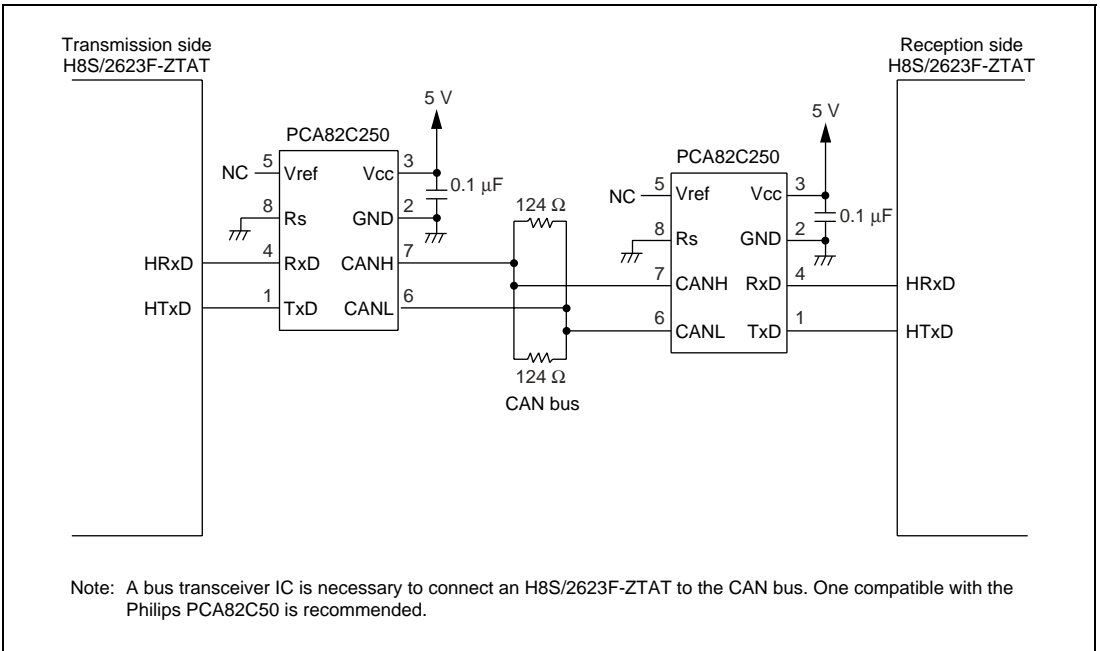 Transmission side
H8S/2623F-ZTAT
Reception side
H8S/2623F-ZTAT
5 V
PCA82C250
NC 5 Vref Vcc 3
0.1 μF
8 Rs GND 2
HRxD 4 RxD CANH 7
HTxD 1 TxD CANL 6
124 Ω
124 Ω
CAN bus
5 V
PCA82C250
NC 5 Vref Vcc 3
0.1 μF
8 Rs GND 2
7 CANH RxD 4 HRxD
6 CANL TxD 1 HTxD
Note: A bus transceiver IC is necessary to connect an H8S/2623F-ZTAT to the CAN bus. One compatible with the
Philips PCA82C50 is recommended.